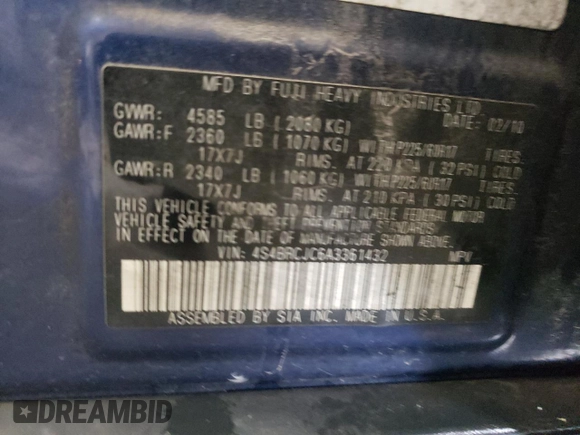 MFD BY FUJI HEAVY INDUSTRIES LTD.
GVWR: 4585 LB ( 2080 KG) DATE: 02/10
GAWR:F 2360 LB ( 1070 KG) WITH P225/60R17 TIRES.
17X7J RIMS. AT 220 KPA ( 32 PSI) COLD
GAWR:R 2340 LB ( 1060 KG) WITH P225/60R17 TIRES.
17X7J RIMS. AT 210 KPA ( 30 PSI) COLD
THIS VEHICLE CONFORMS TO ALL APPLICABLE FEDERAL MOTOR
VEHICLE SAFETY AND THEFT PREVENTION STANDARDS
IN EFFECT ON THE DATE OF MANUFACTURE SHOWN ABOVE.
VIN: 4S4BRCJC6A3361432 MPV
ASSEMBLED BY SIA INC. MADE IN U.S.A.
DREAMBID